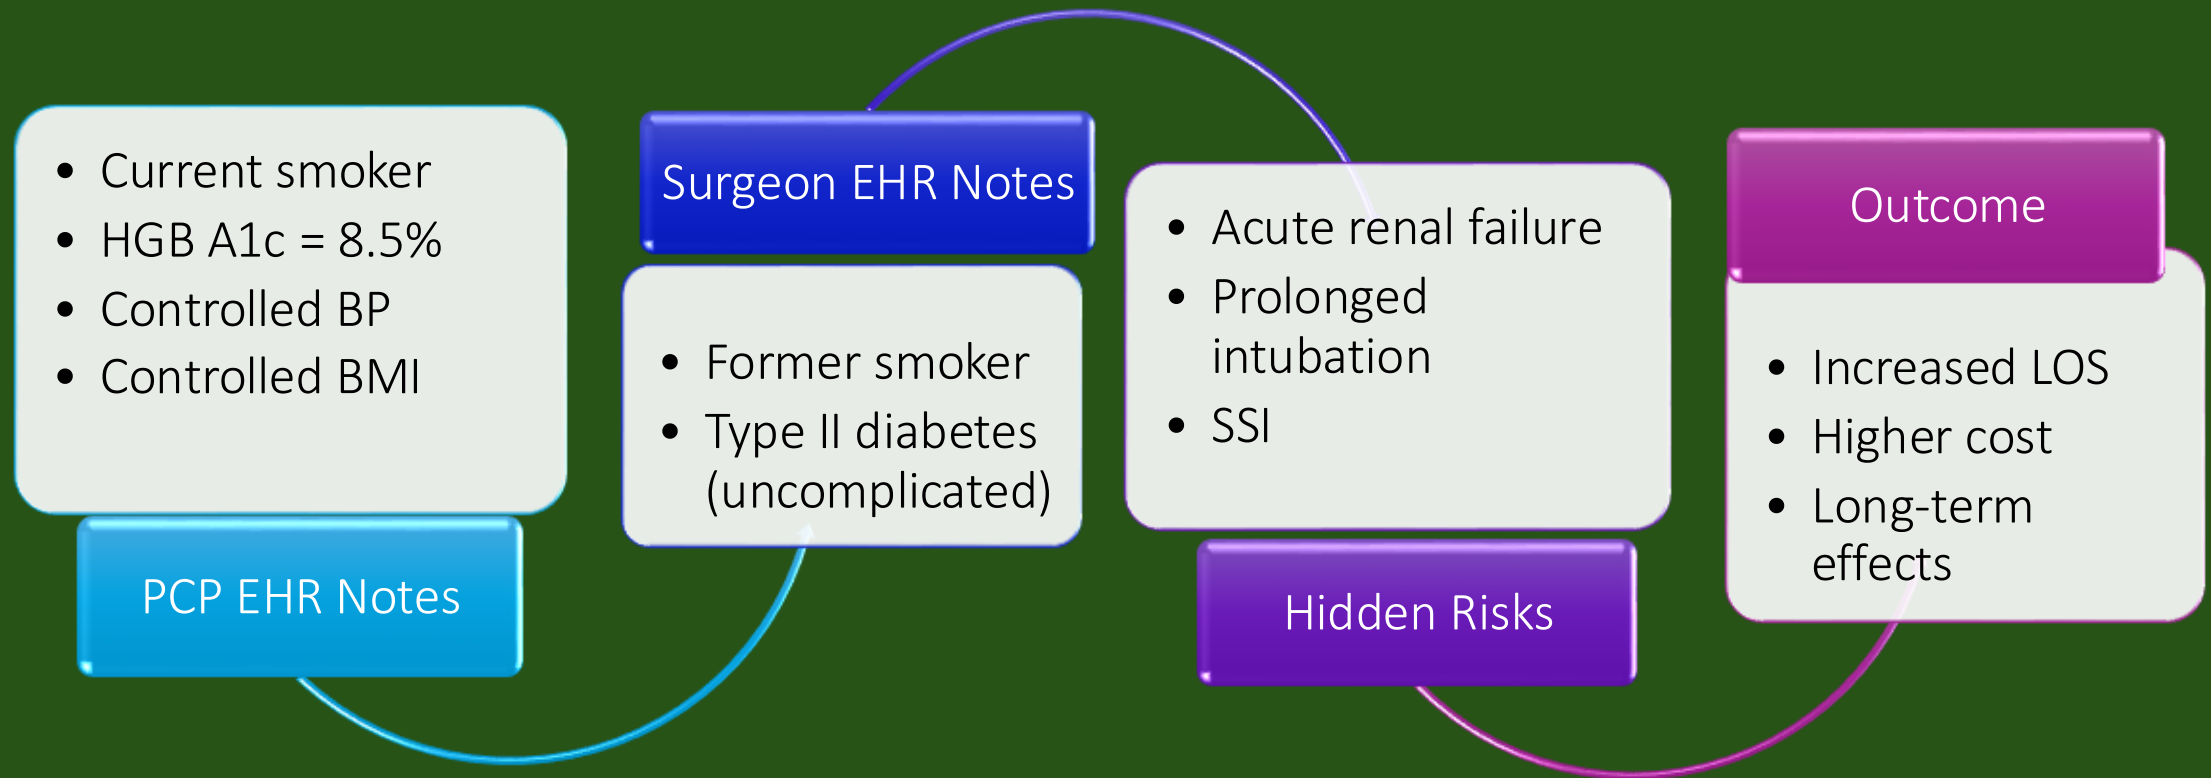 • Current smoker
• HGB A1c = 8.5%
• Controlled BP
• Controlled BMI
PCP EHR Notes
Surgeon EHR Notes
• Former smoker
• Type II diabetes
(uncomplicated)
• Acute renal failure
• Prolonged
intubation
• SSI
Hidden Risks
Outcome
• Increased LOS
• Higher cost
• Long-term
effects